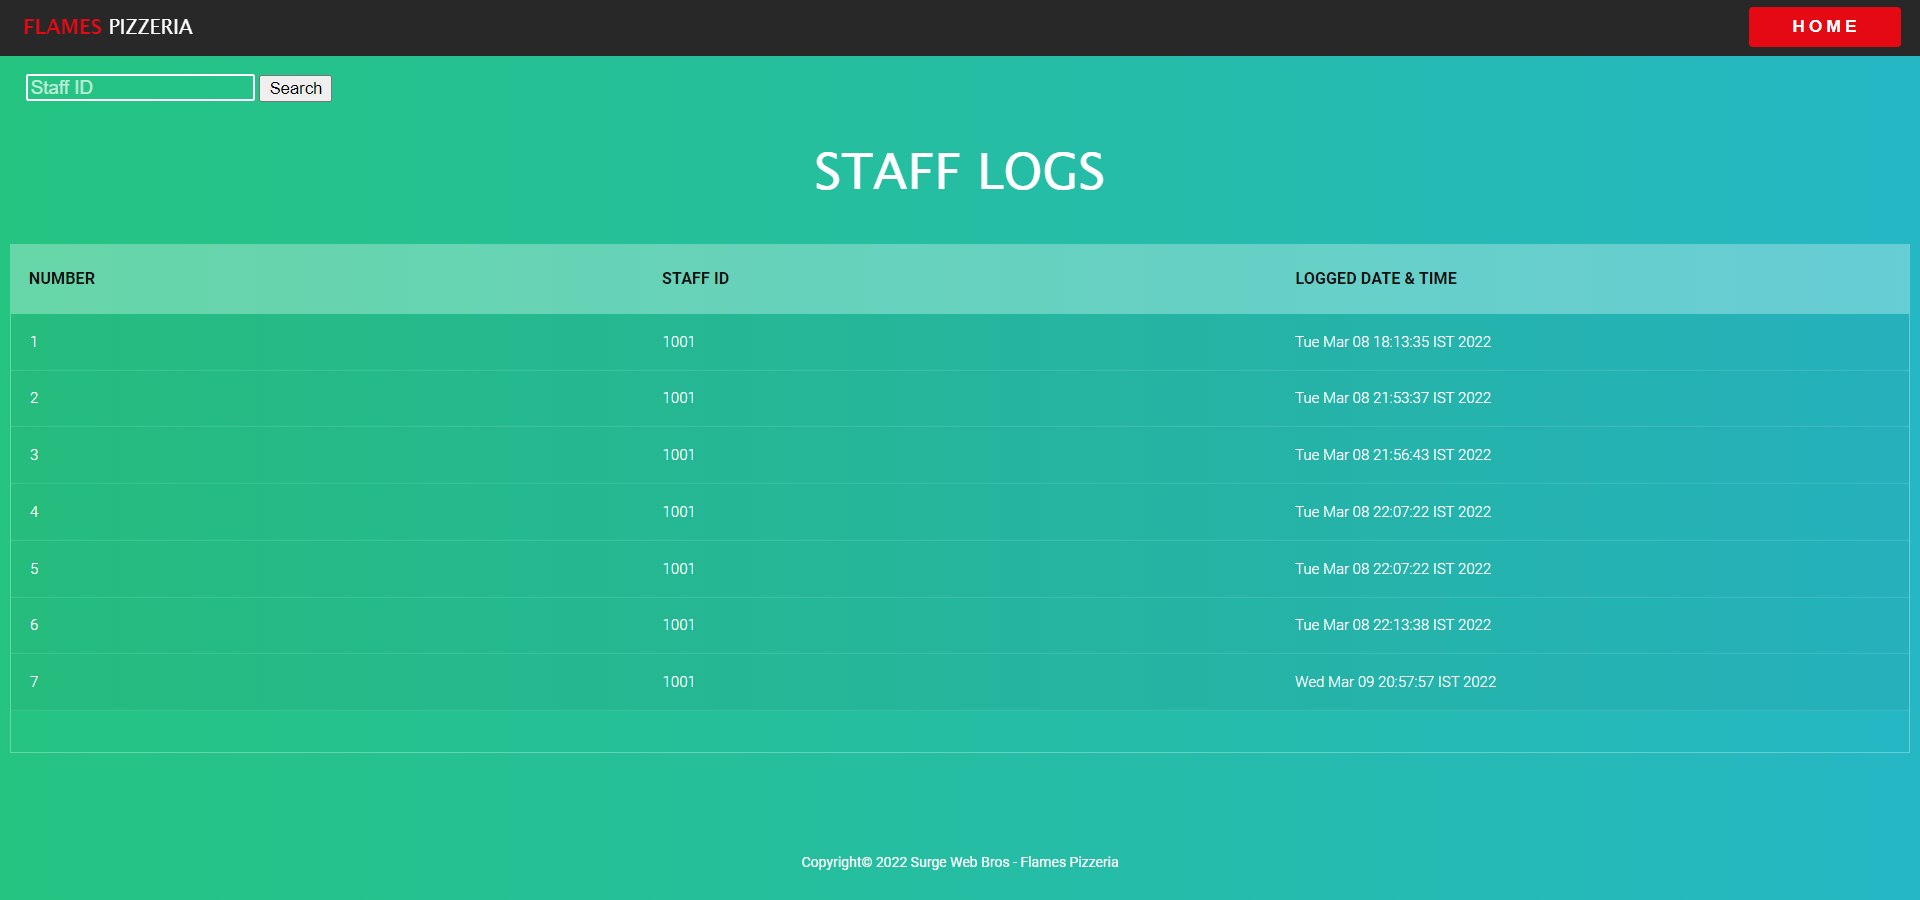 FLAMES PIZZERIA HOME
Staff ID Search
STAFF LOGS
NUMBER STAFF ID LOGGED DATE & TIME
1 1001 Tue Mar 08 18:13:35 IST 2022
2 1001 Tue Mar 08 21:53:37 IST 2022
3 1001 Tue Mar 08 21:56:43 IST 2022
4 1001 Tue Mar 08 22:07:22 IST 2022
5 1001 Tue Mar 08 22:07:22 IST 2022
6 1001 Tue Mar 08 22:13:38 IST 2022
7 1001 Wed Mar 09 20:57:57 IST 2022
Copyright© 2022 Surge Web Bros - Flames Pizzeria